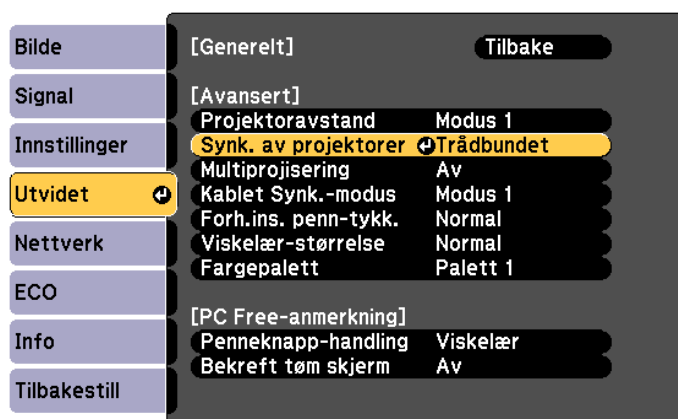 Bilde
Signal
Innstillinger
Utvidet
Nettverk
ECO
Info
Tilbakestill
[Generelt] Tilbake
[Avansert]
Projektoravstand Modus 1
Synk. av projektorer Trådbundet
Multiprojisering Av
Kablet Synk.-modus Modus 1
Forh.ins. penn-tykk. Normal
Viskelær-størrelse Normal
Fargepalett Palett 1
[PC Free-anmerkning]
Penneknapp-handling Viskelær
Bekreft tøm skjerm Av